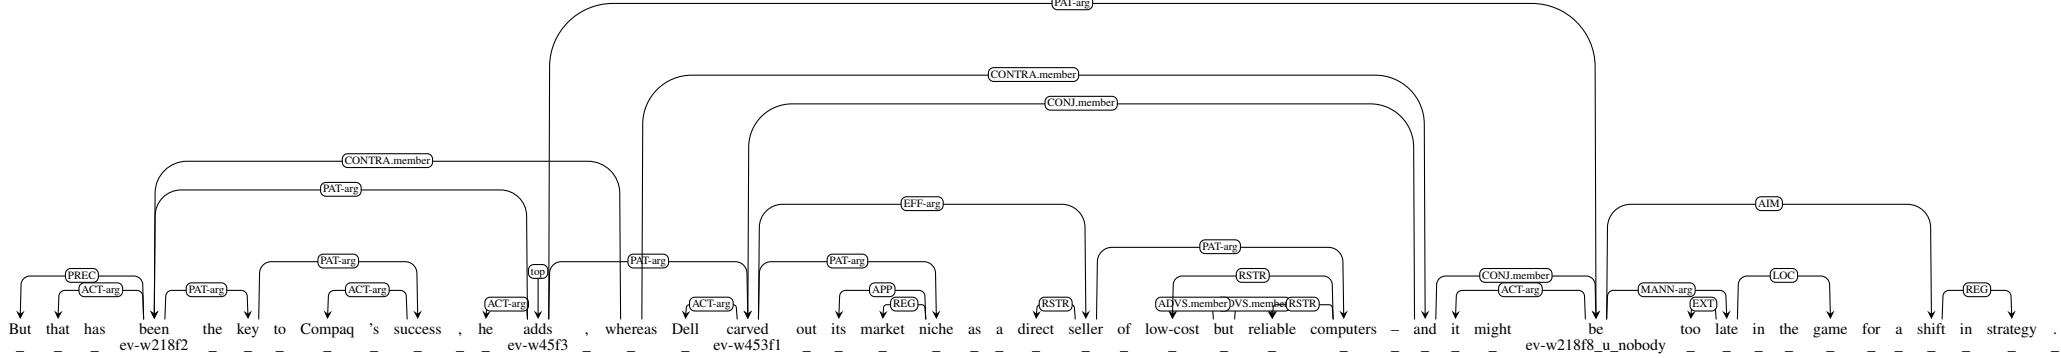 PAT-arg
CONTRA.member
CONJ.member
CONTRA.member
PAT-arg
EFF-arg AIM
PAT-arg
PAT-arg PAT-arg PAT-arg
top
PREC RSTR CONJ.member LOC
ACT-arg PAT-arg ACT-arg APP ACT-arg MANN-arg REG
ACT-arg ACT-arg REG RSTR ADVS.member RSTR EXT
But that has been the key to Compaq 's success , he adds , whereas Dell carved out its market niche as a direct seller of low-cost but reliable computers – and it might be too late in the game for a shift in strategy .
_ _ _ ev-w218f2 _ _ _ _ _ _ _ _ ev-w45f3 _ _ _ ev-w453f1 _ _ _ _ _ _ _ _ _ _ _ _ _ _ _ _ _ ev-w218f8_u_nobody _ _ _ _ _ _ _ _ _ _ _